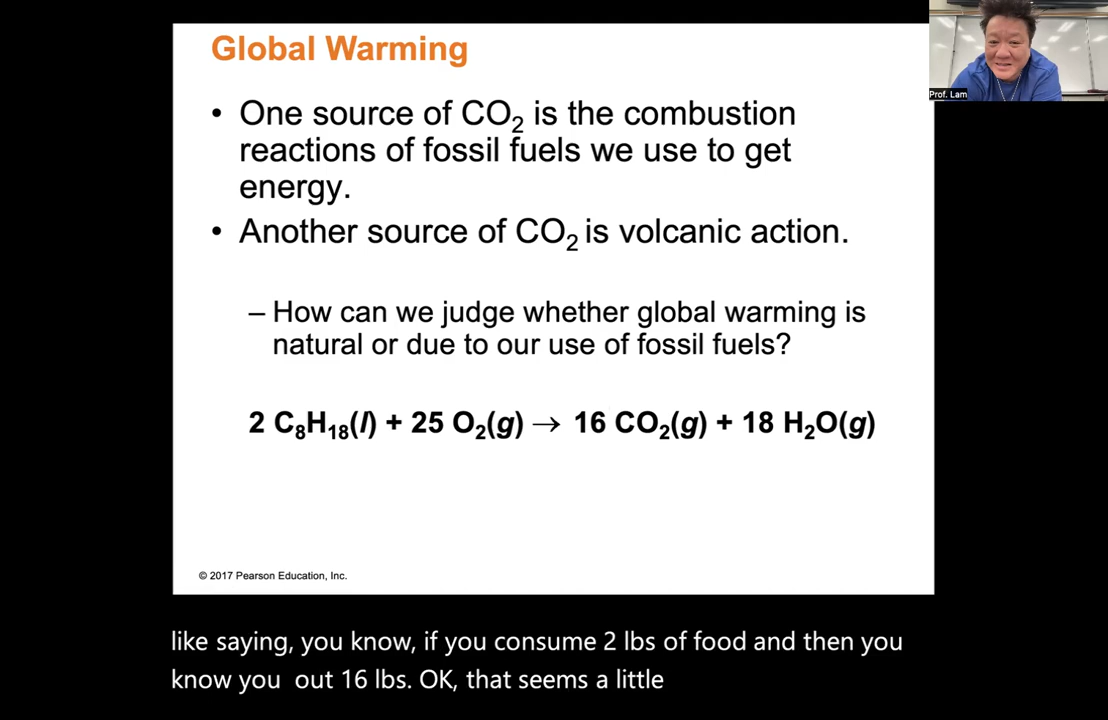 Global Warming
• One source of CO₂ is the combustion
reactions of fossil fuels we use to get
energy.
• Another source of CO₂ is volcanic action.
– How can we judge whether global warming is
natural or due to our use of fossil fuels?
2 C₈H₁₈(l) + 25 O₂(g) → 16 CO₂(g) + 18 H₂O(g)
© 2017 Pearson Education, Inc.
Prof. Lam
like saying, you know, if you consume 2 lbs of food and then you
know you  out 16 lbs. OK, that seems a little